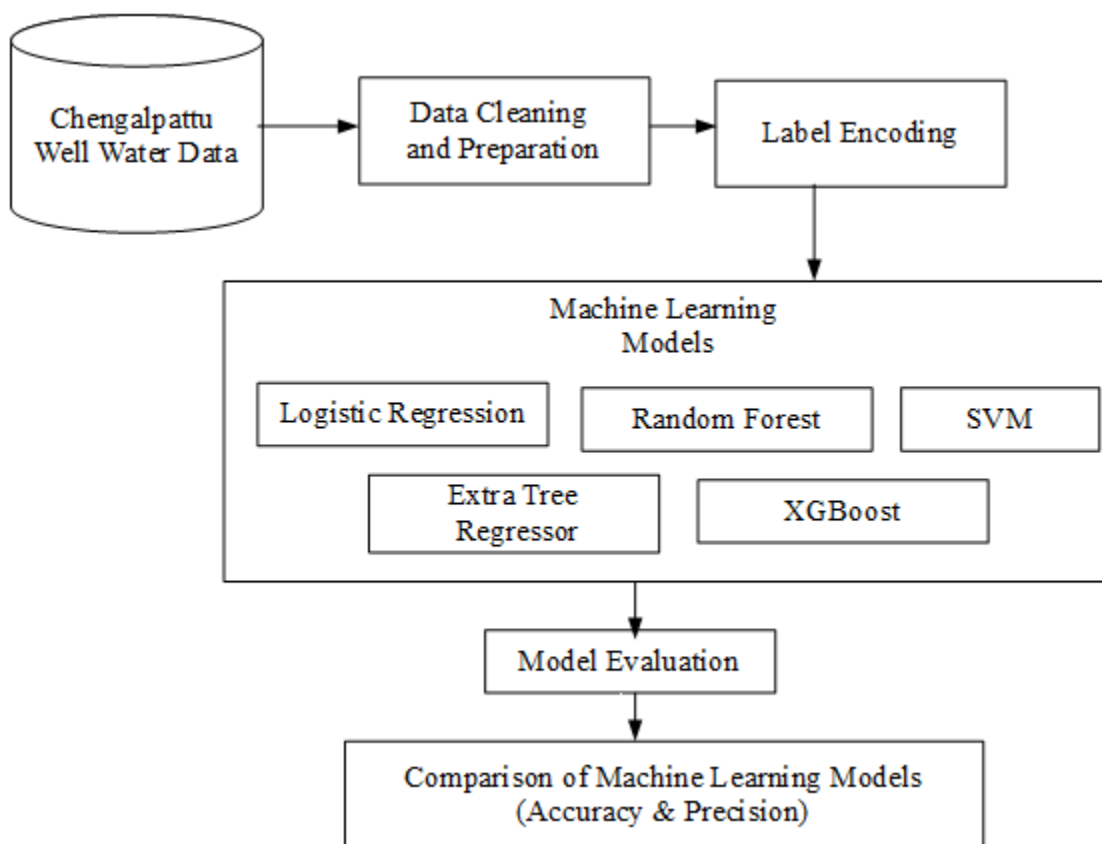 Chengalpattu
Well Water Data
Data Cleaning
and Preparation
Label Encoding
Machine Learning
Models
Logistic Regression
Random Forest
SVM
Extra Tree
Regressor
XGBoost
Model Evaluation
Comparison of Machine Learning Models
(Accuracy & Precision)